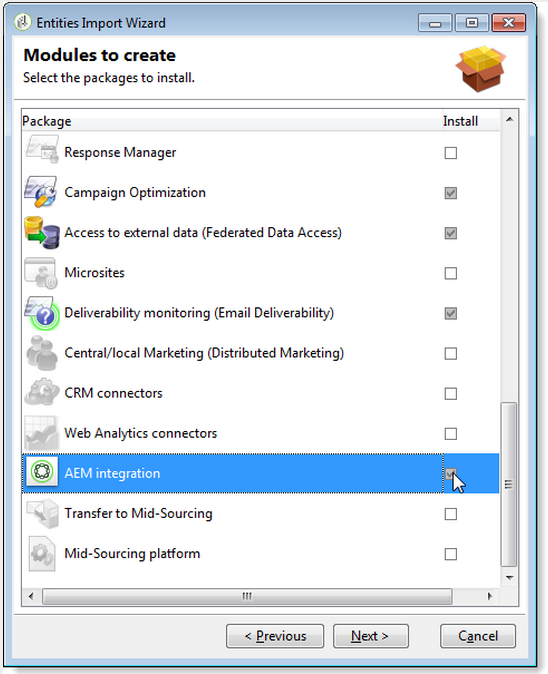 Entities Import Wizard
Modules to create
Select the packages to install.
Package Install
Response Manager
Campaign Optimization
Access to external data (Federated Data Access)
Microsites
Deliverability monitoring (Email Deliverability)
Central/local Marketing (Distributed Marketing)
CRM connectors
Web Analytics connectors
AEM integration
Transfer to Mid-Sourcing
Mid-Sourcing platform
< Previous Next > Cancel